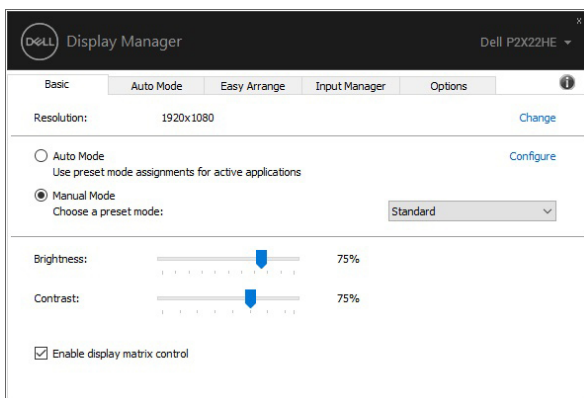 DELL Display Manager
Dell P2X22HE
x
Basic Auto Mode Easy Arrange Input Manager Options i
Resolution: 1920x1080 Change
Auto Mode Configure
Use preset mode assignments for active applications
Manual Mode
Choose a preset mode: Standard
Brightness: 75%
Contrast: 75%
Enable display matrix control